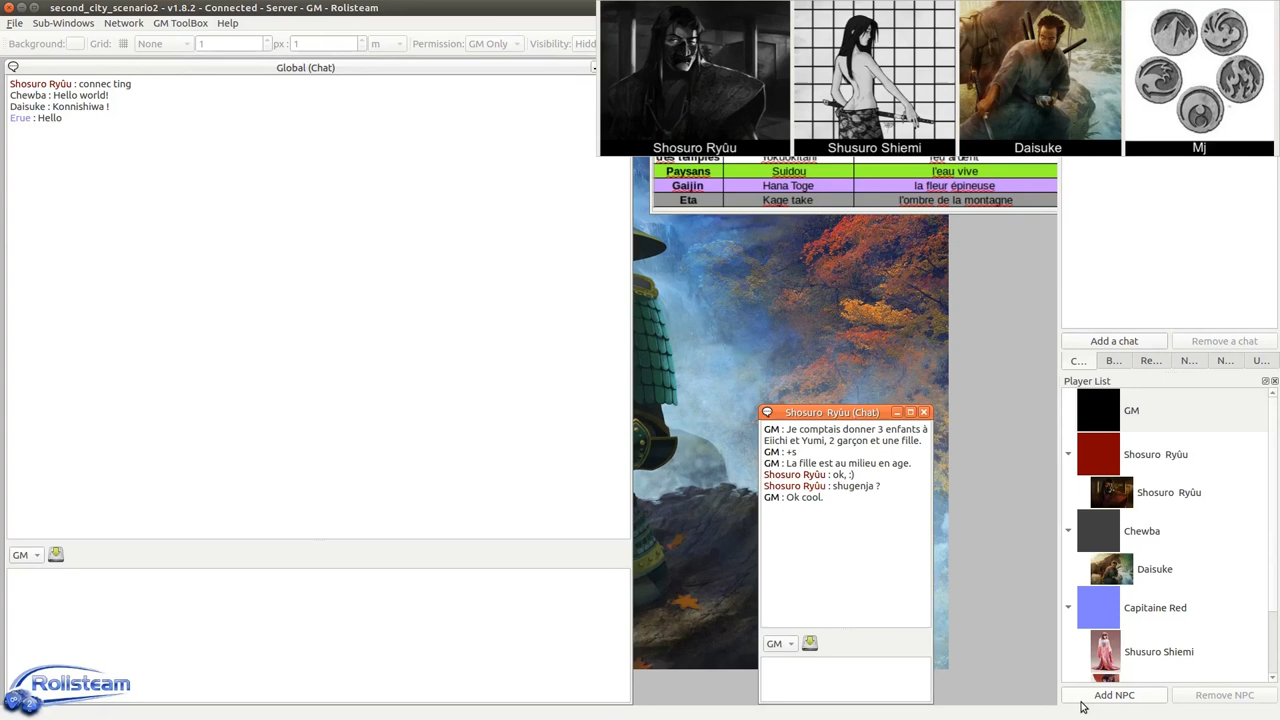 second_city_scenario2 - v1.8.2 - Connected - Server - GM - Rolisteam
File Sub-Windows Network GM ToolBox Help
Background: Grid: None 1 px : 1 m Permission: GM Only Visibility: Hidd
Global (Chat)
Shosuro Ryûu : connec ting
Chewba : Hello world!
Daisuke : Konnishiwa !
Erue : Hello
Shosuro Ryûu
Shusuro Shiemi
Daisuke
Mj
Paysans Suidou l'eau vive
Gaijin Hana Toge la fleur épineuse
Eta Kage take l'ombre de la montagne
Add a chat Remove a chat
C... B... Re... N... N... U...
Player List
GM
Shosuro Ryûu
Shosuro Ryûu
Chewba
Daisuke
Capitaine Red
Shusuro Shiemi
Add NPC Remove NPC
Shosuro Ryûu (Chat)
GM : Je comptais donner 3 enfants à
Eiichi et Yumi, 2 garçon et une fille.
GM : +s
GM : La fille est au milieu en age.
Shosuro Ryûu : ok, :)
Shosuro Ryûu : shugenja ?
GM : Ok cool.
GM
GM
Rolisteam